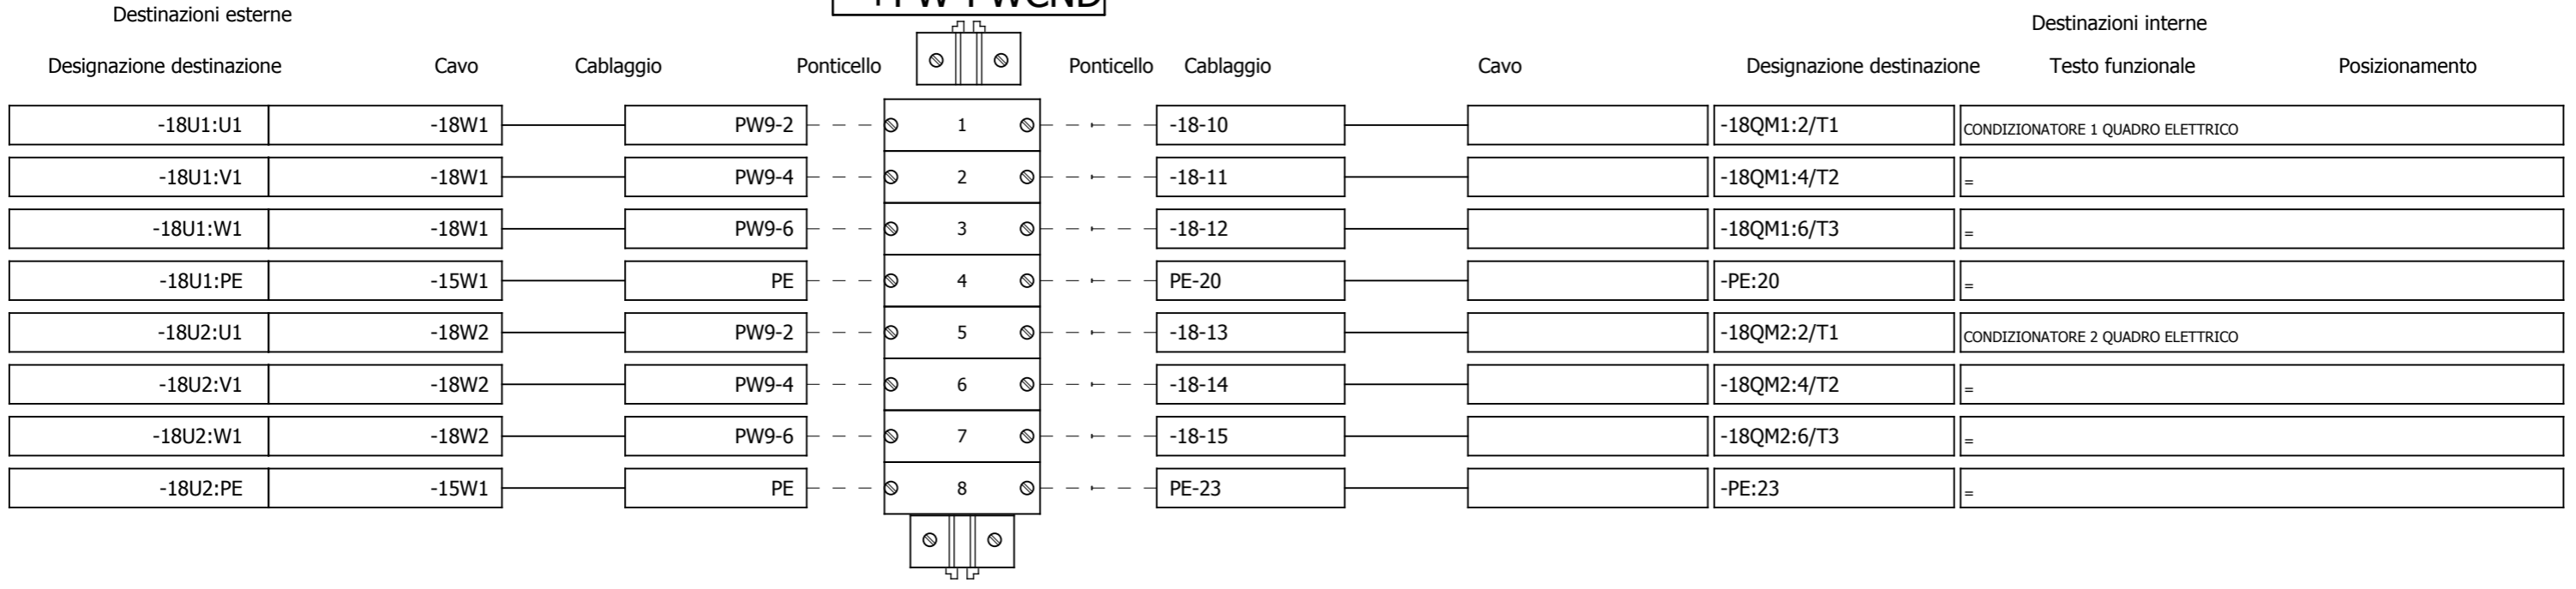 +PW-PWCND
Destinazioni esterne
Destinazioni interne
Designazione destinazione Cavo Cablaggio Ponticello Ponticello Cablaggio Cavo Designazione destinazione Testo funzionale Posizionamento
-18U1:U1 -18W1 PW9-2 1 -18-10 -18QM1:2/T1 CONDIZIONATORE 1 QUADRO ELETTRICO
-18U1:V1 -18W1 PW9-4 2 -18-11 -18QM1:4/T2 =
-18U1:W1 -18W1 PW9-6 3 -18-12 -18QM1:6/T3 =
-18U1:PE -15W1 PE 4 PE-20 -PE:20 =
-18U2:U1 -18W2 PW9-2 5 -18-13 -18QM2:2/T1 CONDIZIONATORE 2 QUADRO ELETTRICO
-18U2:V1 -18W2 PW9-4 6 -18-14 -18QM2:4/T2 =
-18U2:W1 -18W2 PW9-6 7 -18-15 -18QM2:6/T3 =
-18U2:PE -15W1 PE 8 PE-23 -PE:23 =